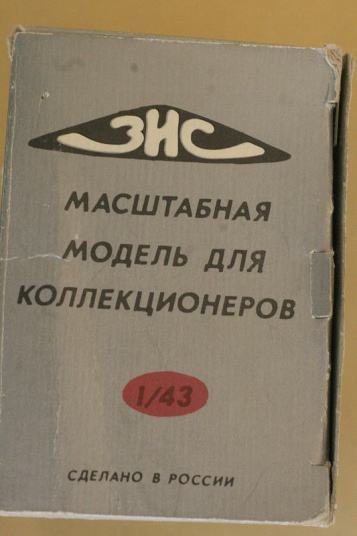 ЗИС
МАСШТАБНАЯ
МОДЕЛЬ ДЛЯ
КОЛЛЕКЦИОНЕРОВ
1/43
СДЕЛАНО В РОССИИ